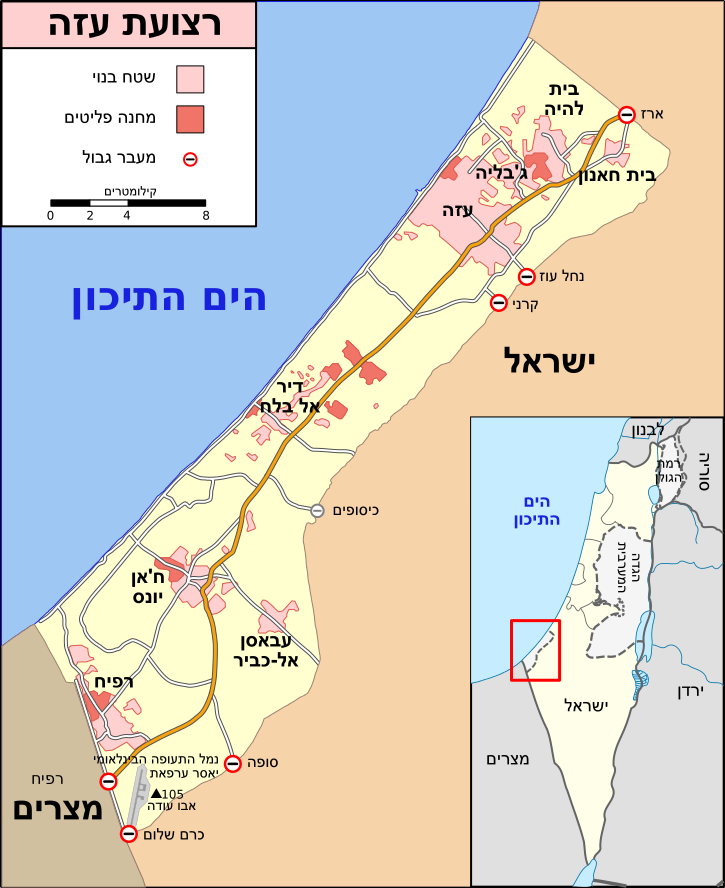 רצועת עזה
שטח בנוי
מחנה פליטים
מעבר גבול
קילומטרים
0 2 4 8
בית
להיה
ארז
ג'בליה
בית חאנון
עזה
נחל עוז
קרני
הים התיכון
ישראל
דיר
אל בלח
כיסופים
ח'אן
יונס
עבאסן
אל-כביר
רפיח
נמל התעופה הבינלאומי
יאסר ערפאת
סופה
105
אבו עודה
רפיח
מצרים
כרם שלום
לבנון
סוריה
רמת
הגולן
הים
התיכון
הגדה
המערבית
ישראל
ירדן
מצרים